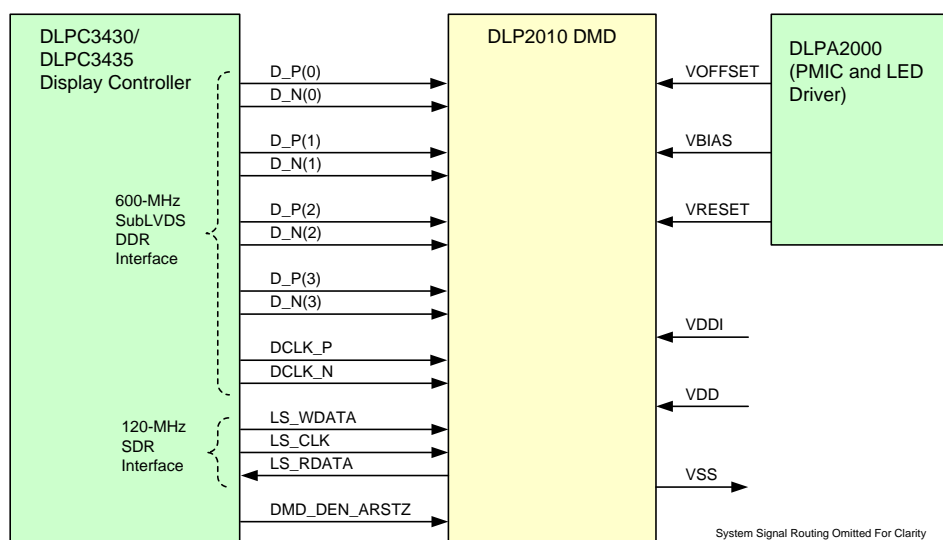 DLPC3430/
DLPC3435
Display Controller
600-MHz
SubLVDS
DDR
Interface
120-MHz
SDR
Interface
D_P(0)
D_N(0)
D_P(1)
D_N(1)
D_P(2)
D_N(2)
D_P(3)
D_N(3)
DCLK_P
DCLK_N
LS_WDATA
LS_CLK
LS_RDATA
DMD_DEN_ARSTZ
DLP2010 DMD
VOFFSET
VBIAS
VRESET
VDDI
VDD
VSS
DLPA2000
(PMIC and LED
Driver)
System Signal Routing Omitted For Clarity